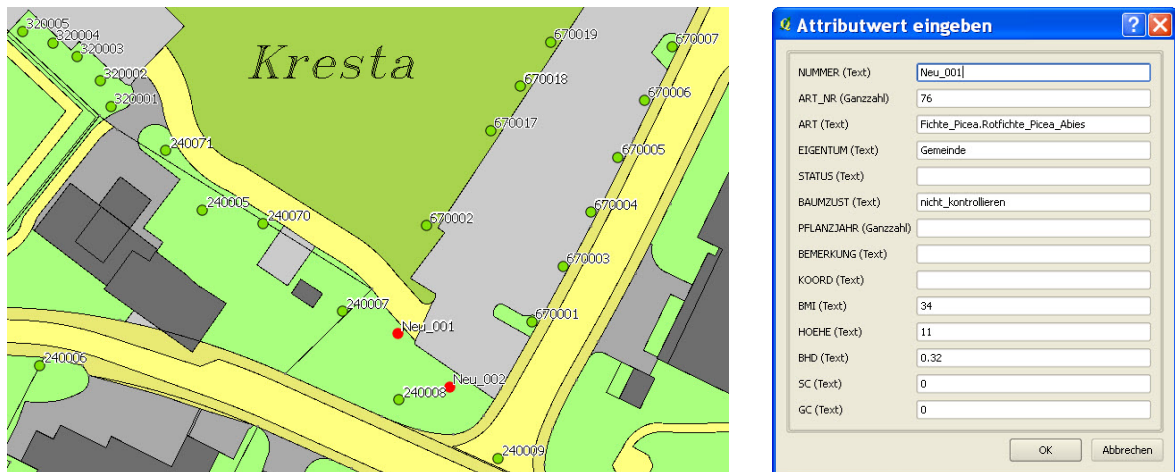 320005
320004
320003
320002
320001
Kresta
670019
670018
670017
670007
670006
670005
670004
670003
670002
670001
240071
240005
240070
240007
Neu_001
Neu_002
240006
240008
240009
Attributwert eingeben
NUMMER (Text) Neu_001
ART_NR (Ganzzahl) 76
ART (Text) Fichte_Picea.Rotfichte_Picea_Abies
EIGENTUM (Text) Gemeinde
STATUS (Text)
BAUMZUST (Text) nicht_kontrollieren
PFLANZJAHR (Ganzzahl)
BEMERKUNG (Text)
KOORD (Text)
BMI (Text) 34
HOEHE (Text) 11
BHD (Text) 0.32
SC (Text) 0
GC (Text) 0
OK Abbrechen